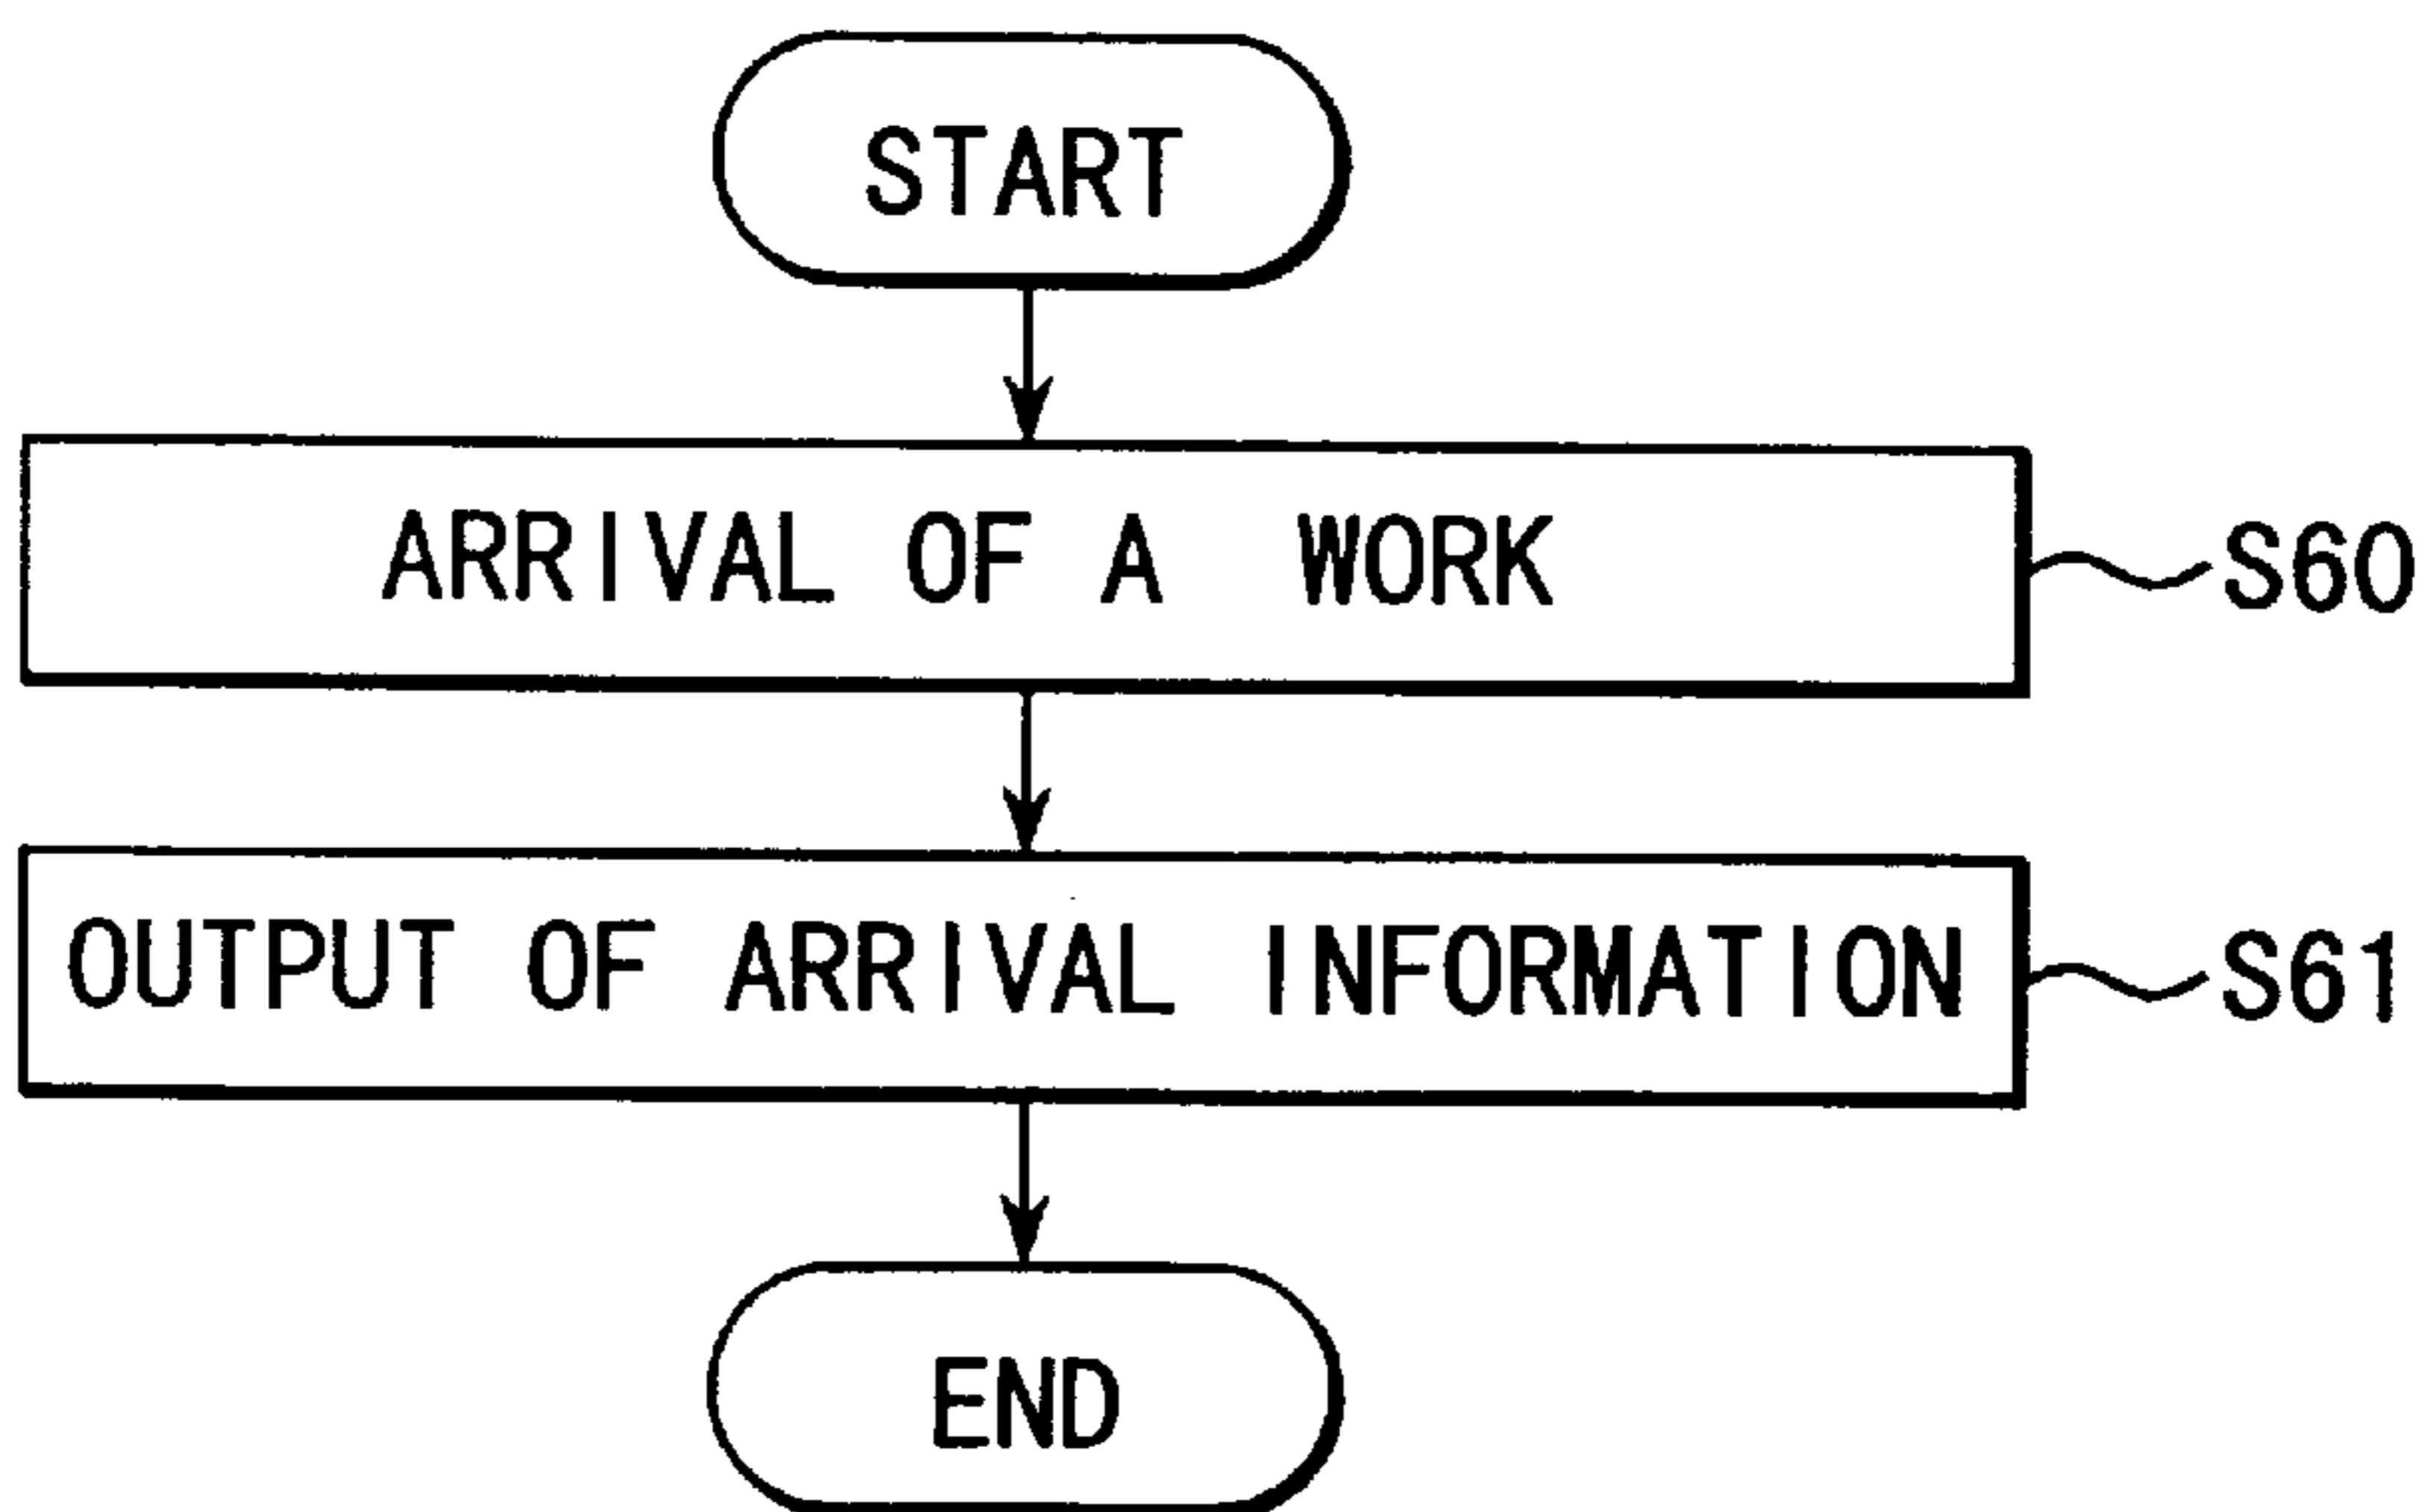 START
ARRIVAL OF A WORK
S60
OUTPUT OF ARRIVAL INFORMATION
S61
END